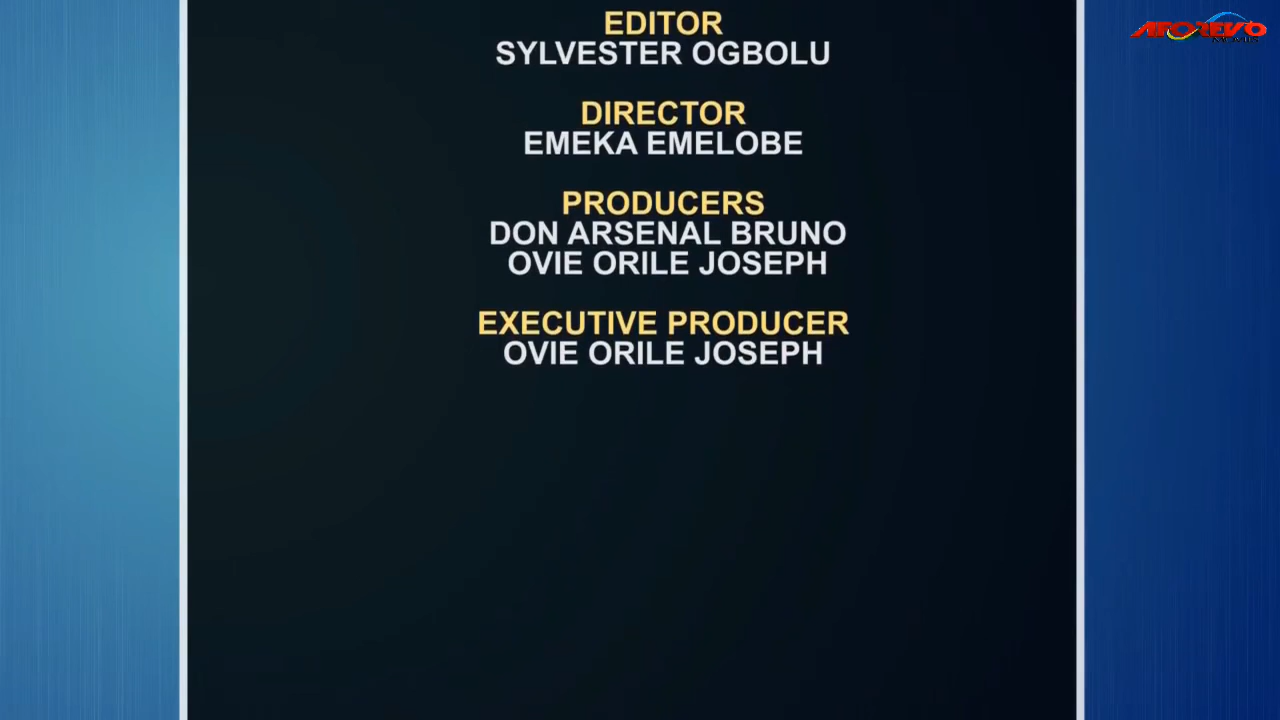 EDITOR
SYLVESTER OGBOLU
DIRECTOR
EMEKA EMELOBE
PRODUCERS
DON ARSENAL BRUNO
OVIE ORILE JOSEPH
EXECUTIVE PRODUCER
OVIE ORILE JOSEPH